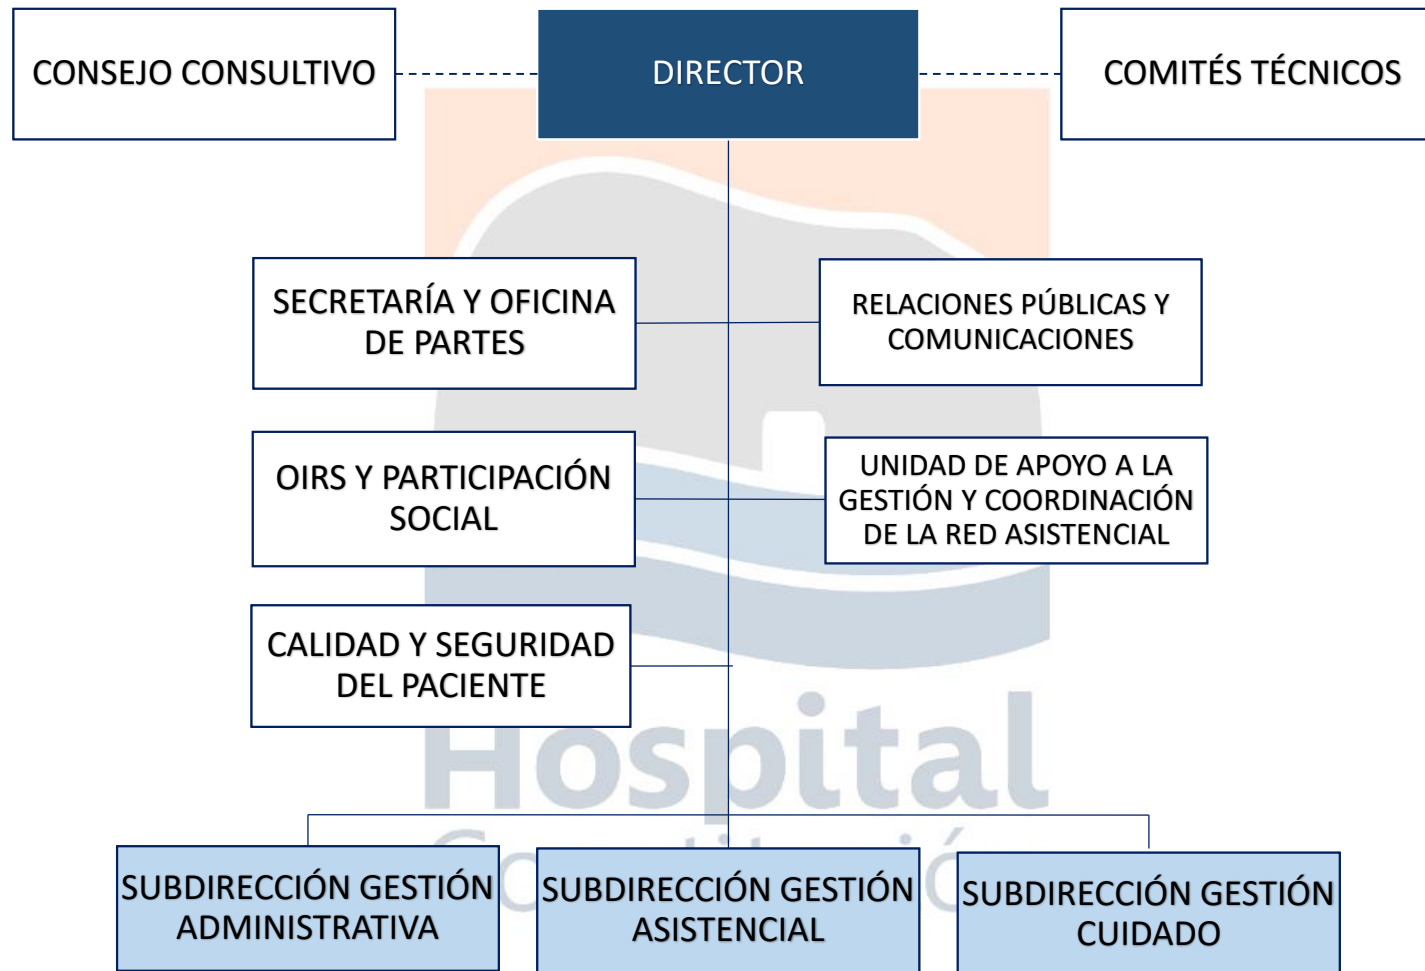 CONSEJO CONSULTIVO
DIRECTOR
COMITÉS TÉCNICOS
SECRETARÍA Y OFICINA
DE PARTES
RELACIONES PÚBLICAS Y
COMUNICACIONES
OIRS Y PARTICIPACIÓN
SOCIAL
UNIDAD DE APOYO A LA
GESTIÓN Y COORDINACIÓN
DE LA RED ASISTENCIAL
CALIDAD Y SEGURIDAD
DEL PACIENTE
Hospital
SUBDIRECCIÓN GESTIÓN
ADMINISTRATIVA
SUBDIRECCIÓN GESTIÓN
ASISTENCIAL
SUBDIRECCIÓN GESTIÓN
CUIDADO